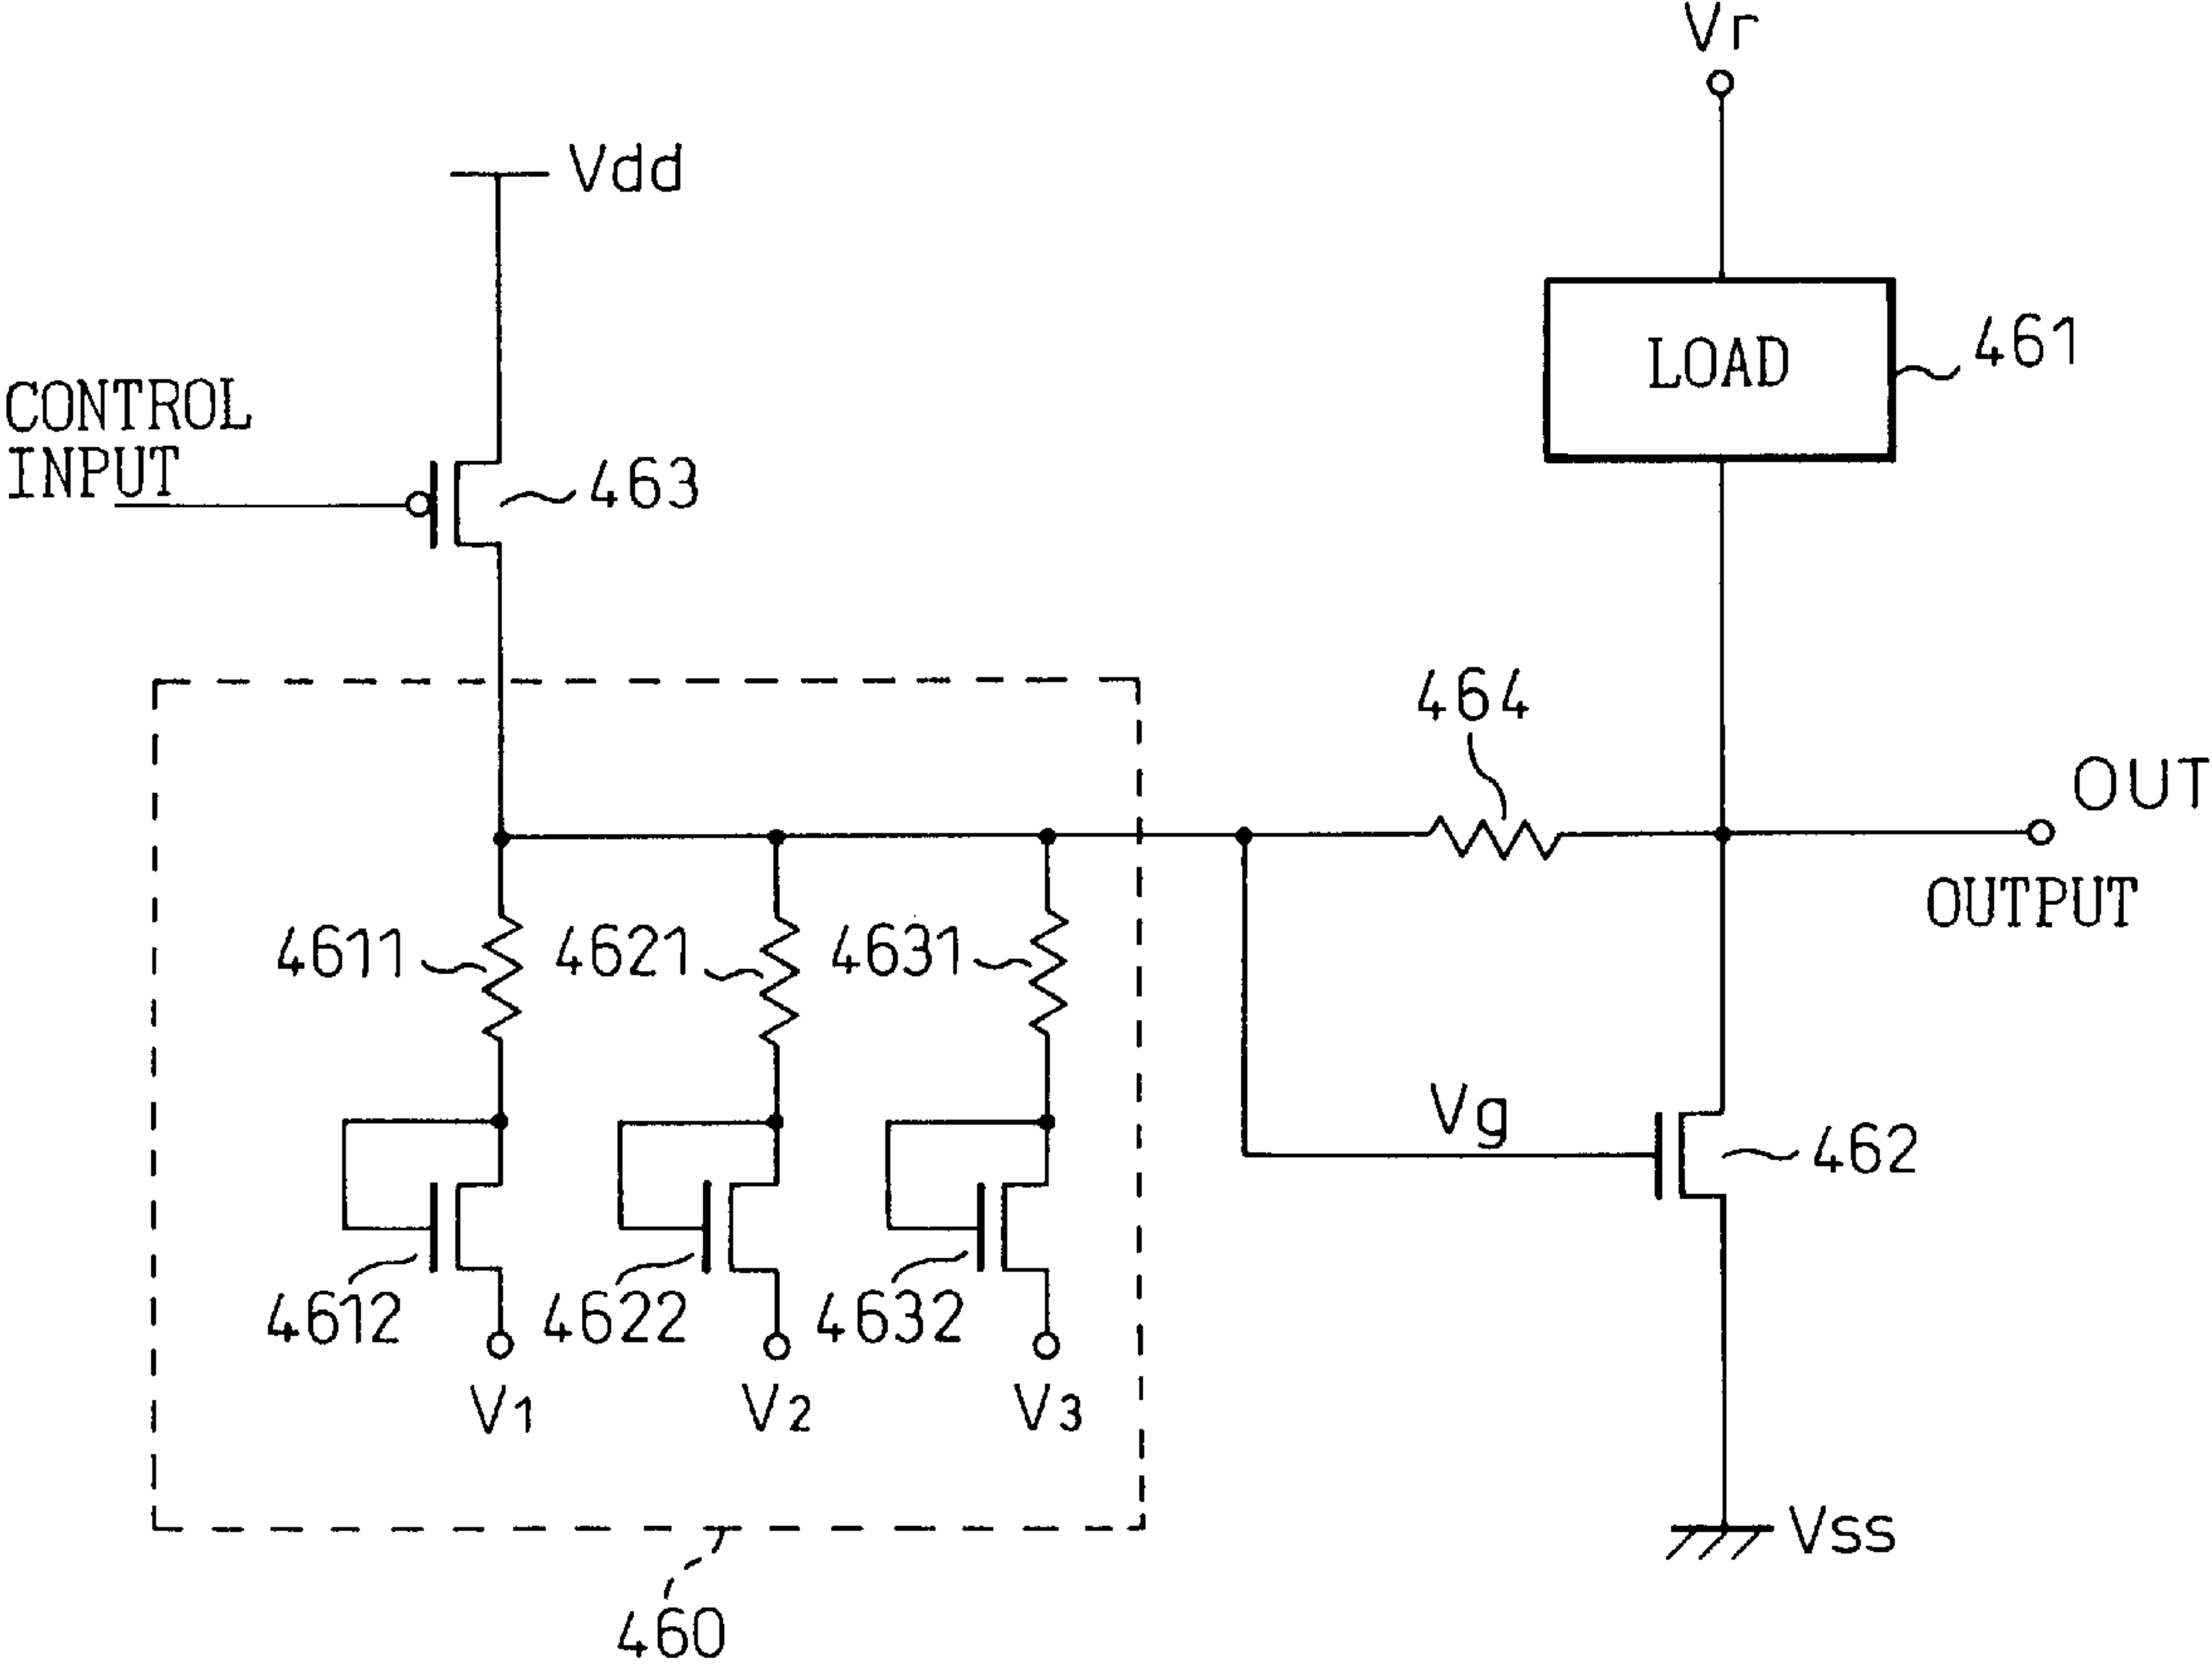 Vr
Vdd
LOAD
461
CONTROL
INPUT
463
464
OUT
OUTPUT
4611
4621
4631
Vg
462
4612
4622
4632
V1
V2
V3
Vss
460